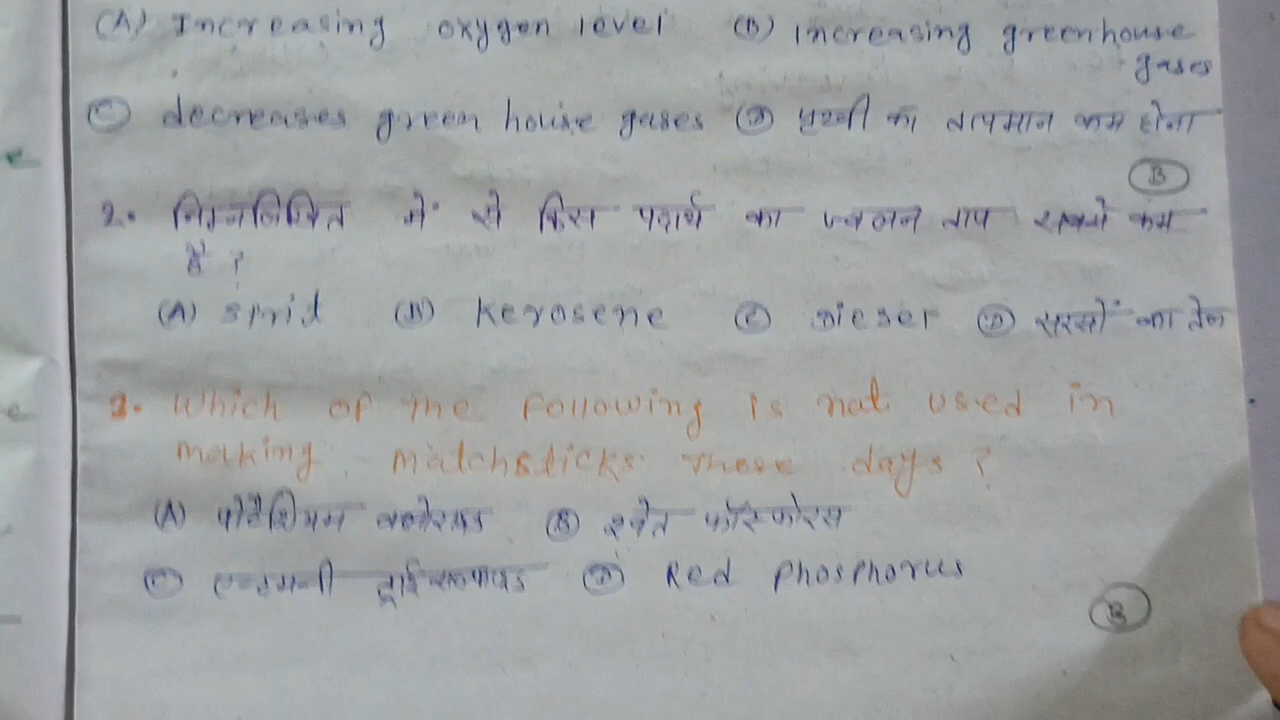 (A) Increasing oxygen level (B) increasing greenhouse
gases
(C) decreases green house gases (D) पृथ्वी का तापमान कम होना
(B)
2. निम्नलिखित में से किस पदार्थ का ज्वलन ताप सबसे कम
है ?
(A) sprit (B) Kerosene (C) Diesel (D) सरसों का तेल
3. Which of the following is not used in
making matchsticks these days ?
(A) पोटैशियम क्लोरेट (B) श्वेत फॉस्फोरस
(C) एन्टिमनी ट्राईसल्फाइड (D) Red phosphorus
(B)